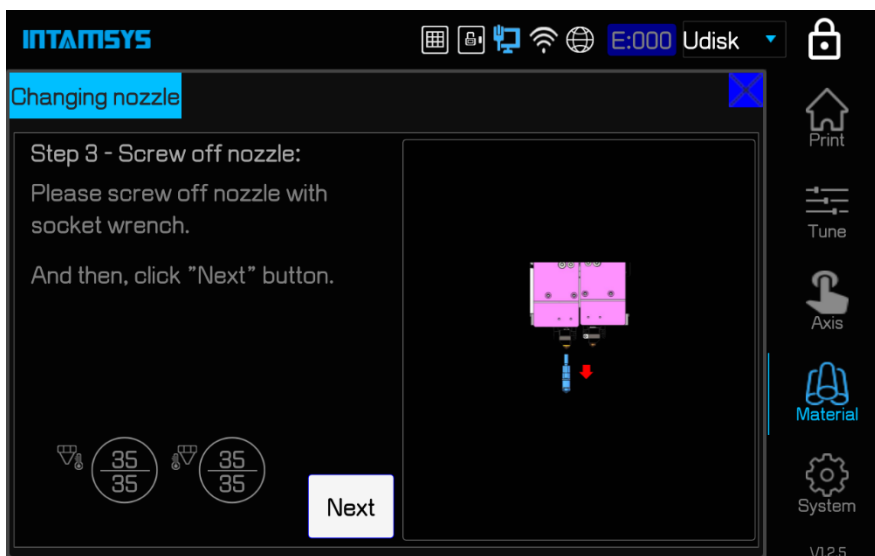 INTAMSYS
E:000 Udisk
Changing nozzle
Step 3 - Screw off nozzle:
Please screw off nozzle with
socket wrench.
And then, click "Next" button.
35
35
35
35
Next
Print
Tune
Axis
Material
System
V1.2.5